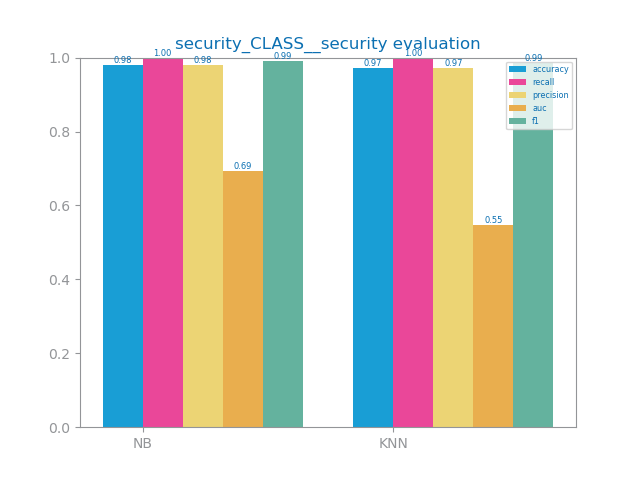 security_CLASS__security evaluation
1.0
0.8
0.6
0.4
0.2
0.0
0.98
1.00
0.98
0.69
0.99
0.97
1.00
0.97
0.55
0.99
accuracy
recall
precision
auc
f1
NB
KNN